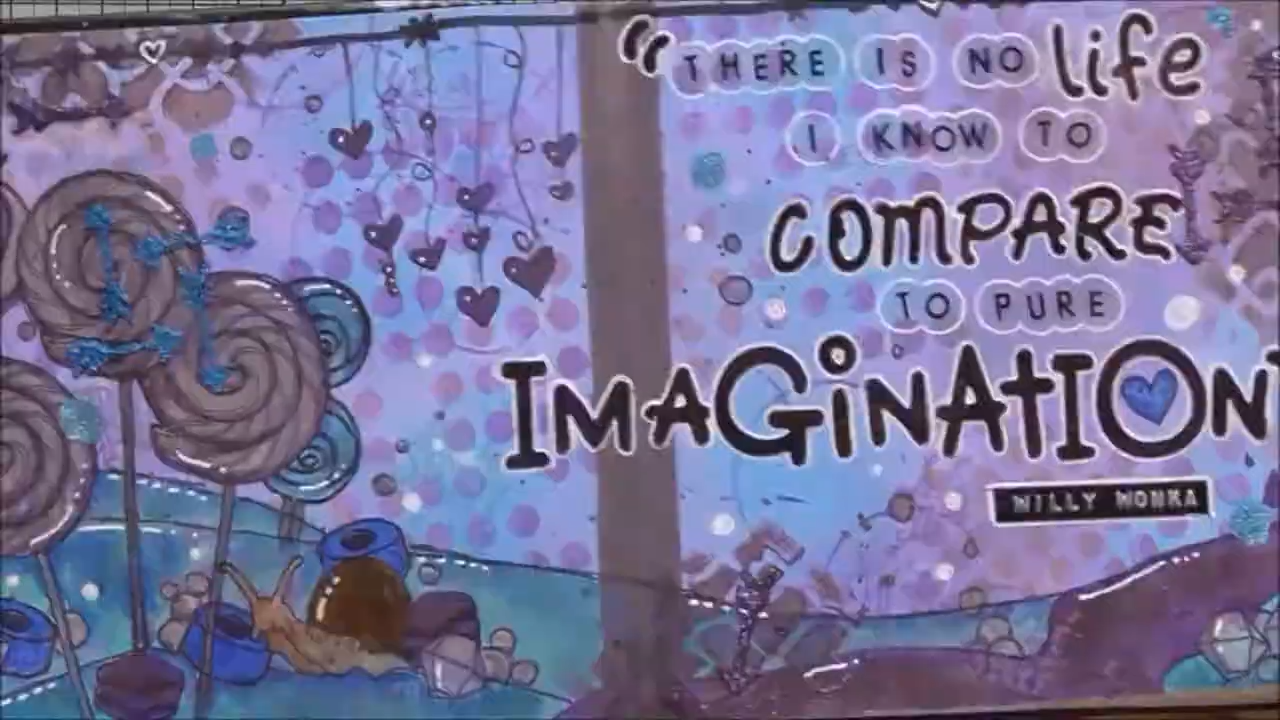 “THERE IS NO life
I KNOW TO
COMPARE
TO PURE
IMAGINATION
WILLY WONKA